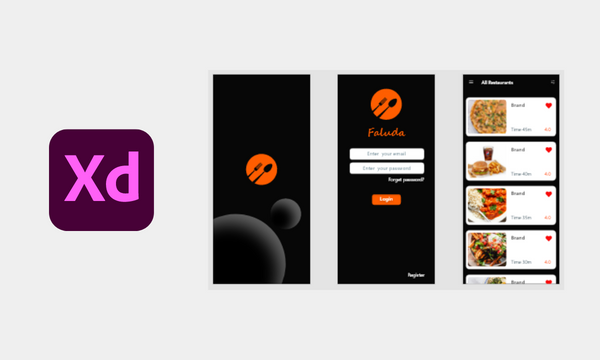 Xd
Faluda
Enter your email
Enter your password
Forget password?
Login
Register
All Restaurants
Brand
Time 45m
Brand
Time 40m
Brand
Time 35m
Brand
Time 30m
Brand